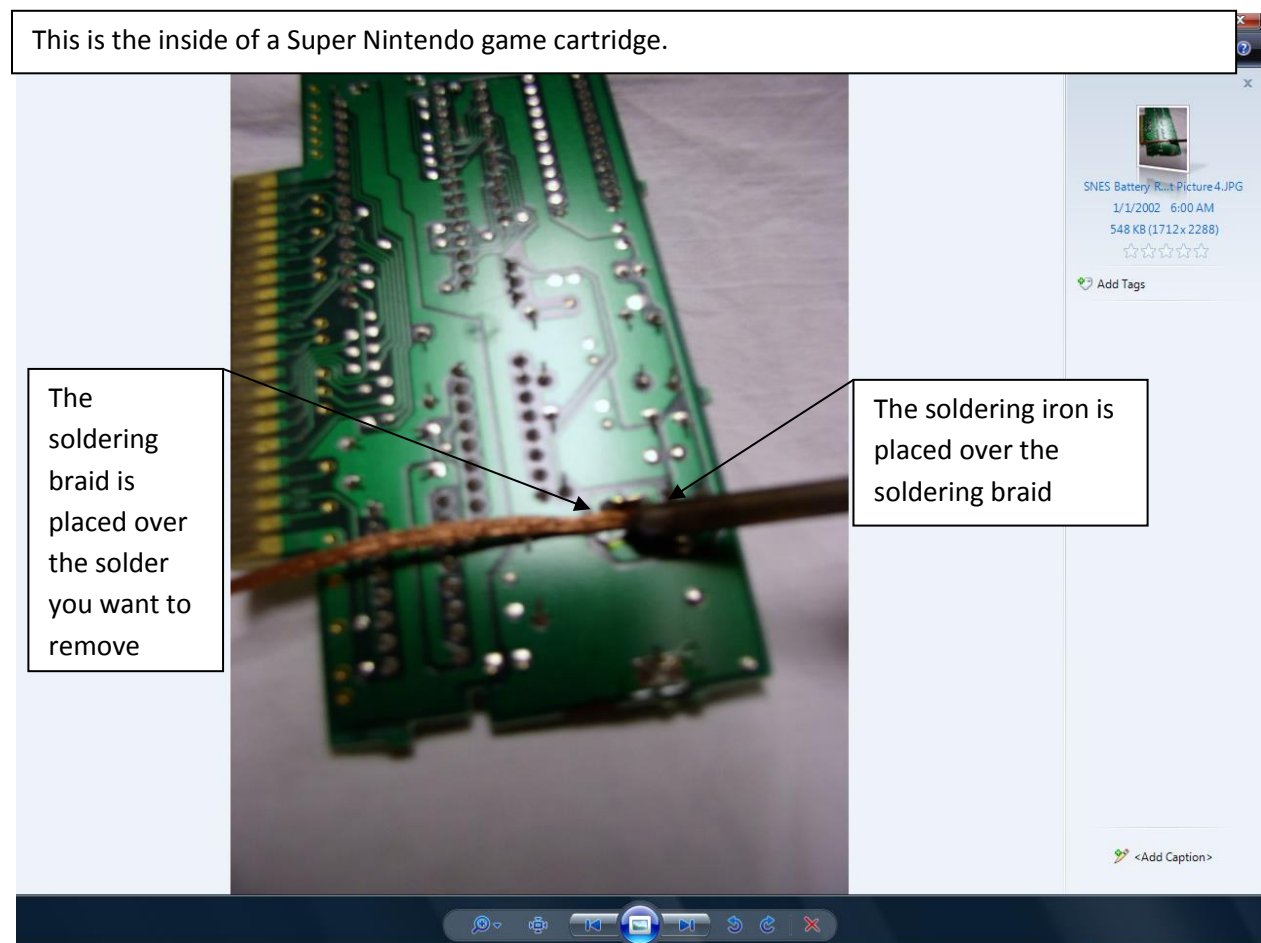 This is the inside of a Super Nintendo game cartridge.
SNES Battery R...t Picture 4.JPG
1/1/2002 6:00 AM
548 KB (1712 x 2288)
Add Tags
The
soldering
braid is
placed over
the solder
you want to
remove
The soldering iron is
placed over the
soldering braid
<Add Caption>